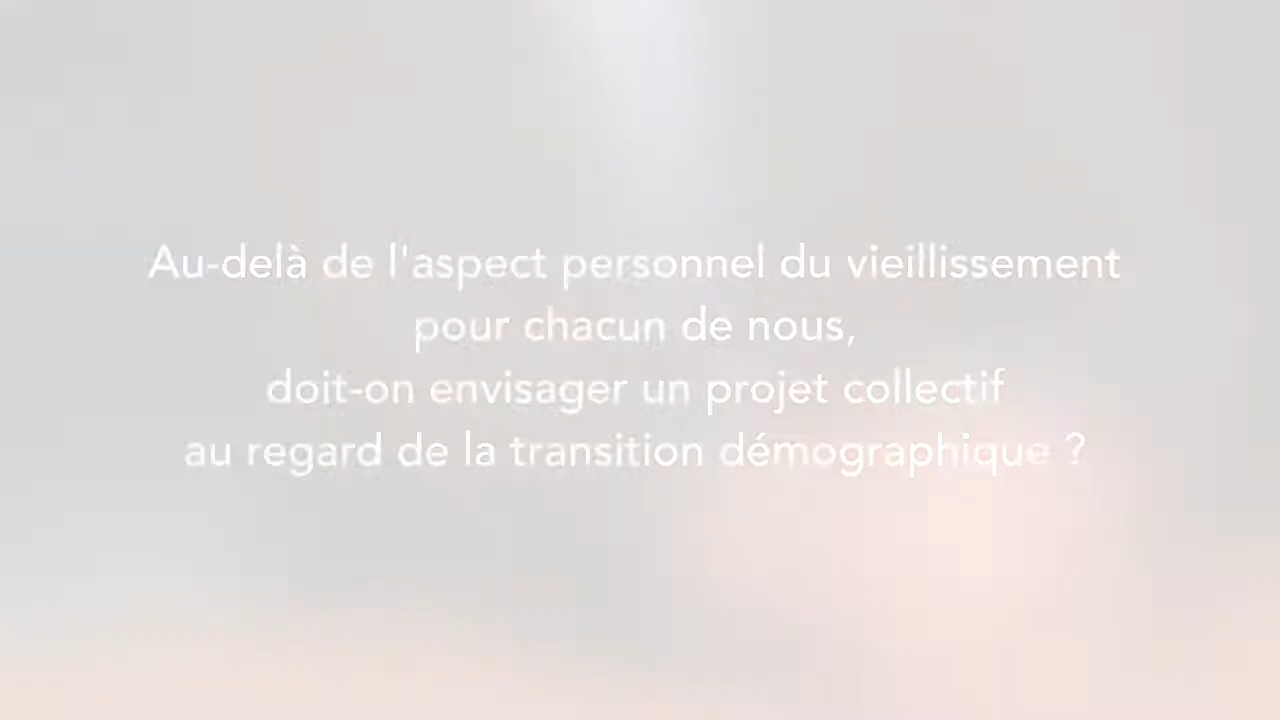 Au-delà de l'aspect personnel du vieillissement
pour chacun de nous,
doit-on envisager un projet collectif
au regard de la transition démographique ?